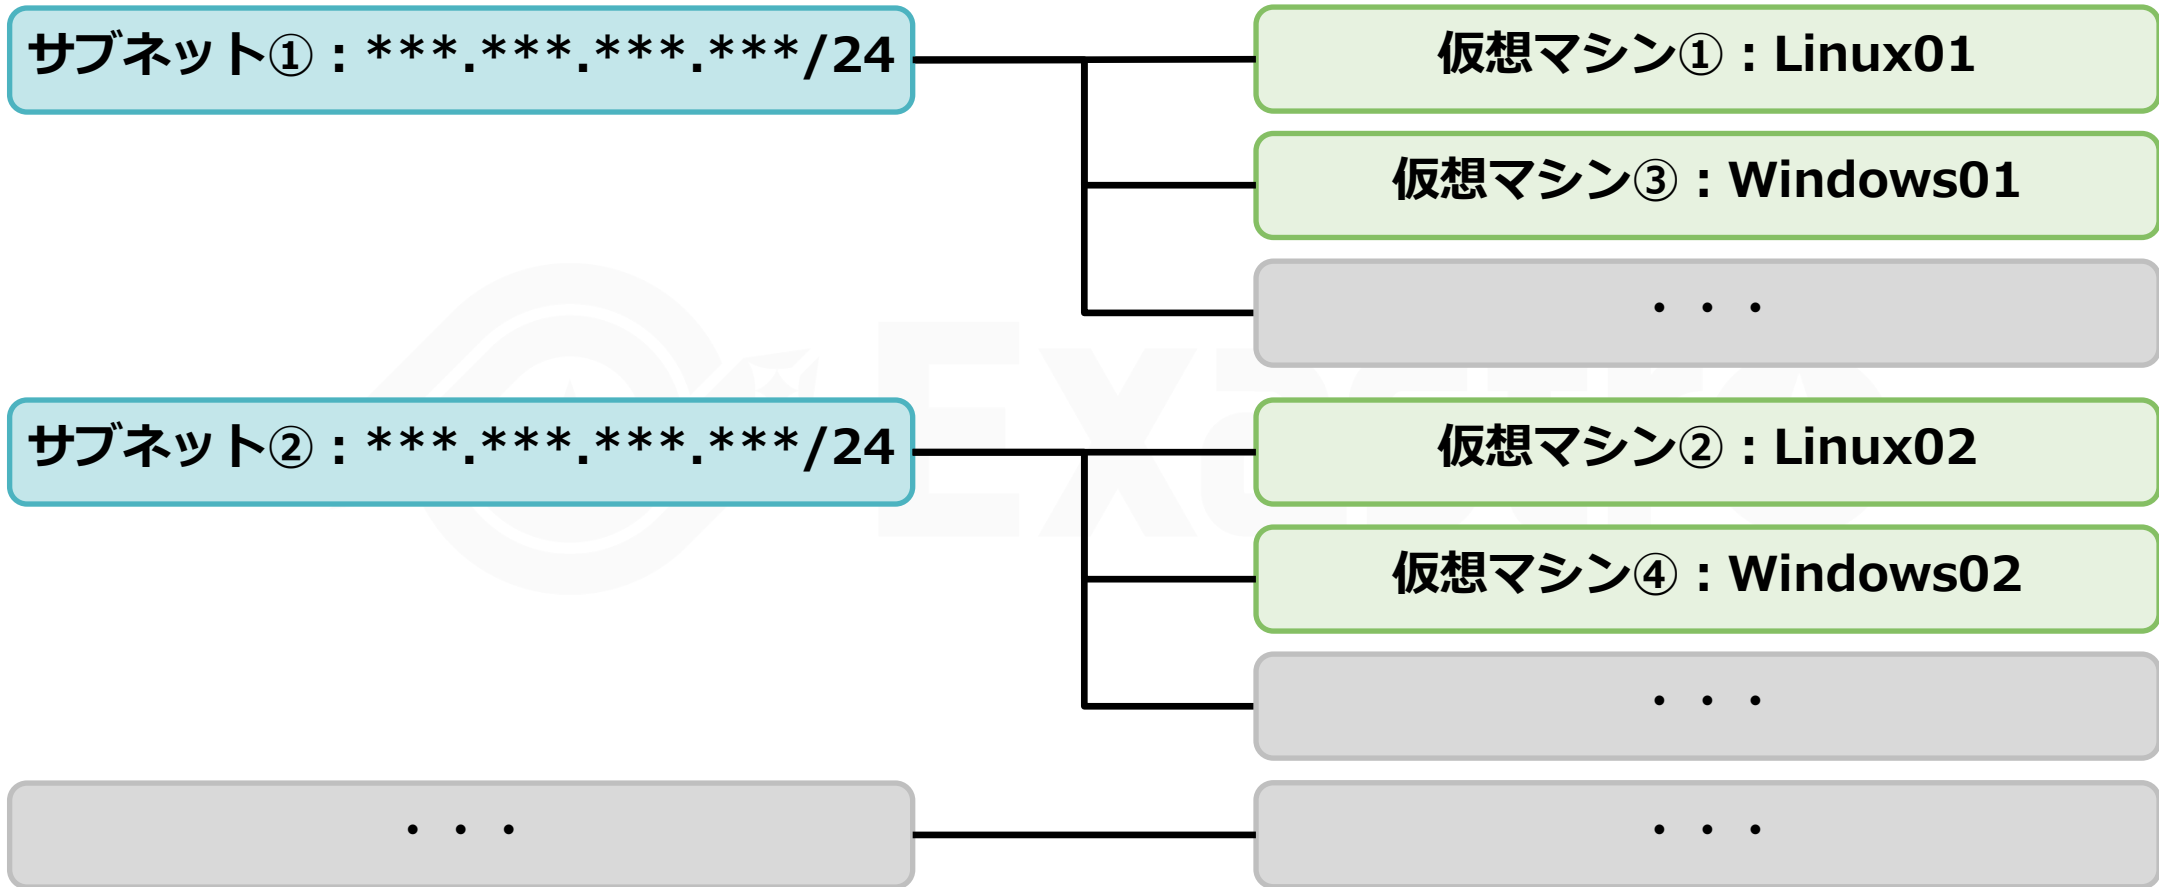 サブネット①：***.***.***.***/24
仮想マシン①：Linux01
仮想マシン③：Windows01
・・・
サブネット②：***.***.***.***/24
仮想マシン②：Linux02
仮想マシン④：Windows02
・・・
・・・
・・・
Exastro